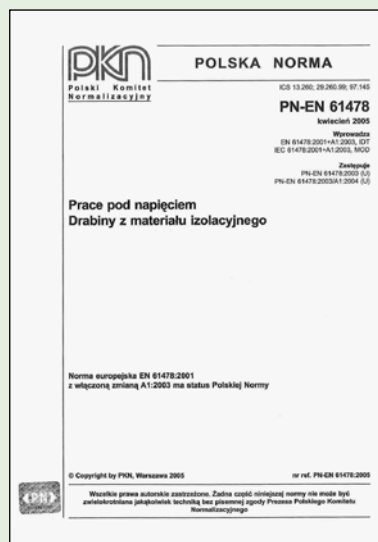 PKN
POLSKA NORMA
Polski Komitet
Normalizacyjny
ICS 13.260; 29.260.99; 97.145
PN-EN 61478
kwiecień 2005
Wprowadza
EN 61478:2001+A1:2003, IDT
IEC 61478:2001+A1:2003, MOD
Zastępuje
PN-EN 61478:2003 (U)
PN-EN 61478:2003/A1:2004 (U)
Prace pod napięciem
Drabiny z materiału izolacyjnego
Norma europejska EN 61478:2001
z włączoną zmianą A1:2003 ma status Polskiej Normy
© Copyright by PKN, Warszawa 2005
nr ref. PN-EN 61478:2005
PN
Wszelkie prawa autorskie zastrzeżone. Żadna część niniejszej normy nie może być
zwielokrotniana jakąkolwiek techniką bez pisemnej zgody Prezesa Polskiego Komitetu
Normalizacyjnego